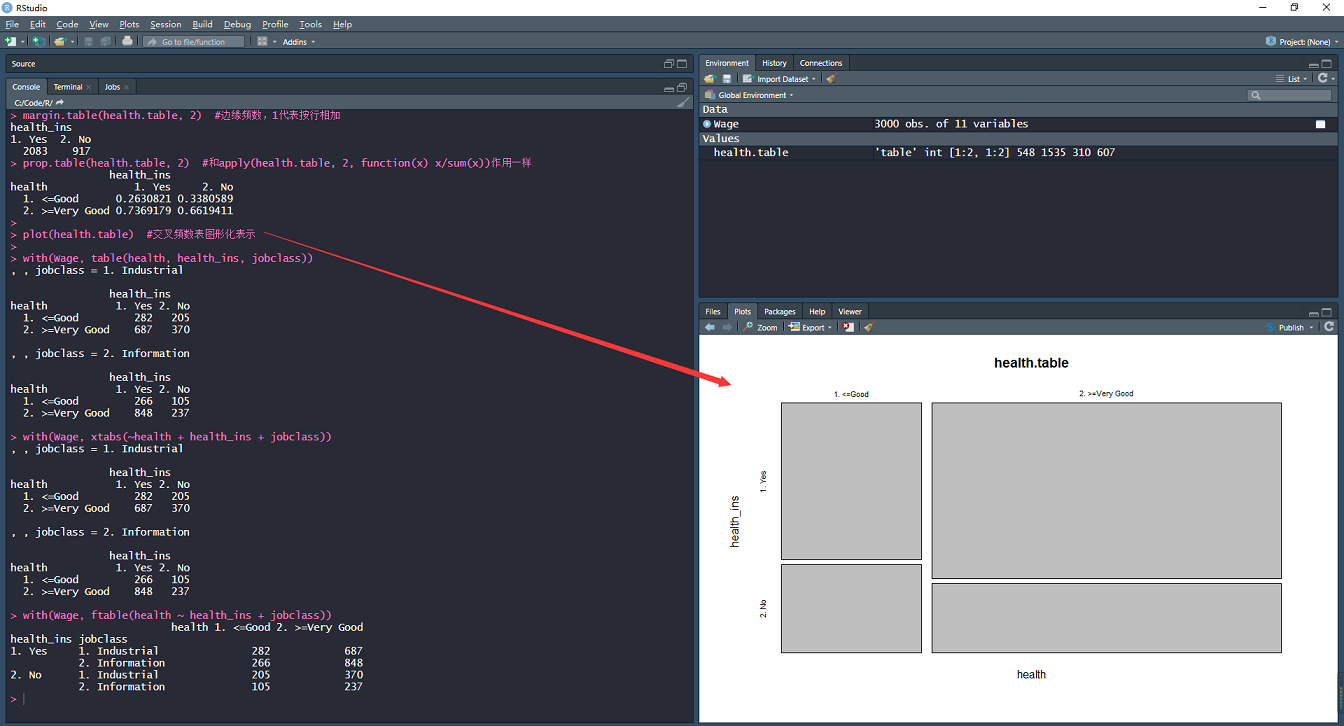 RStudio
File Edit Code View Plots Session Build Debug Profile Tools Help
Go to file/function Addins Project: (None)
Source
Console Terminal Jobs
C:/Code/R/
> margin.table(health.table, 2)  #边缘频数，1代表按行相加
health_ins
1. Yes  2. No
  2083    917
> prop.table(health.table, 2)  #和apply(health.table, 2, function(x) x/sum(x))作用一样
                health_ins
health              1. Yes     2. No
  1. <=Good      0.2630821 0.3380589
  2. >=Very Good 0.7369179 0.6619411
>
> plot(health.table)  #交叉频数表图形化表示
>
> with(Wage, table(health, health_ins, jobclass))
, , jobclass = 1. Industrial
                health_ins
health           1. Yes 2. No
  1. <=Good         282   205
  2. >=Very Good    687   370
, , jobclass = 2. Information
                health_ins
health           1. Yes 2. No
  1. <=Good         266   105
  2. >=Very Good    848   237
> with(Wage, xtabs(~health + health_ins + jobclass))
, , jobclass = 1. Industrial
                health_ins
health           1. Yes 2. No
  1. <=Good         282   205
  2. >=Very Good    687   370
, , jobclass = 2. Information
                health_ins
health           1. Yes 2. No
  1. <=Good         266   105
  2. >=Very Good    848   237
> with(Wage, ftable(health ~ health_ins + jobclass))
                          health 1. <=Good 2. >=Very Good
health_ins jobclass
1. Yes     1. Industrial               282            687
           2. Information              266            848
2. No      1. Industrial               205            370
           2. Information              105            237
>
Environment History Connections
Import Dataset List
Global Environment
Data
Wage 3000 obs. of 11 variables
Values
health.table 'table' int [1:2, 1:2] 548 1535 310 607
Files Plots Packages Help Viewer
Zoom Export Publish
health.table
1. <=Good 2. >=Very Good
1. Yes
health_ins
2. No
health